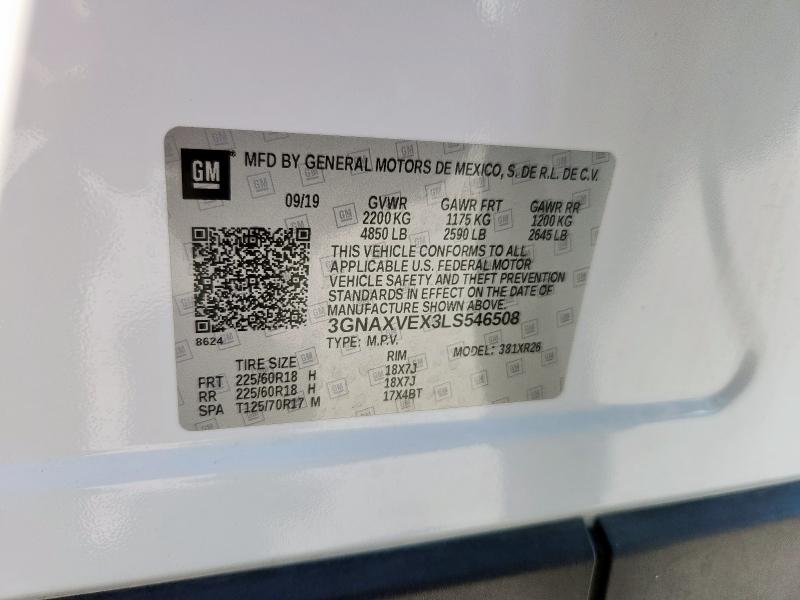 GM
MFD BY GENERAL MOTORS DE MEXICO, S. DE R.L. DE C.V.
09/19 GVWR GAWR FRT GAWR RR
2200 KG 1175 KG 1200 KG
4850 LB 2590 LB 2645 LB
THIS VEHICLE CONFORMS TO ALL
APPLICABLE U.S. FEDERAL MOTOR
VEHICLE SAFETY AND THEFT PREVENTION
STANDARDS IN EFFECT ON THE DATE OF
MANUFACTURE SHOWN ABOVE.
3GNAXVEX3LS546508
8624
TYPE: M.P.V. MODEL: 381XR26
TIRE SIZE RIM
FRT 225/60R18 H 18X7J
RR 225/60R18 H 18X7J
SPA T125/70R17 M 17X4BT